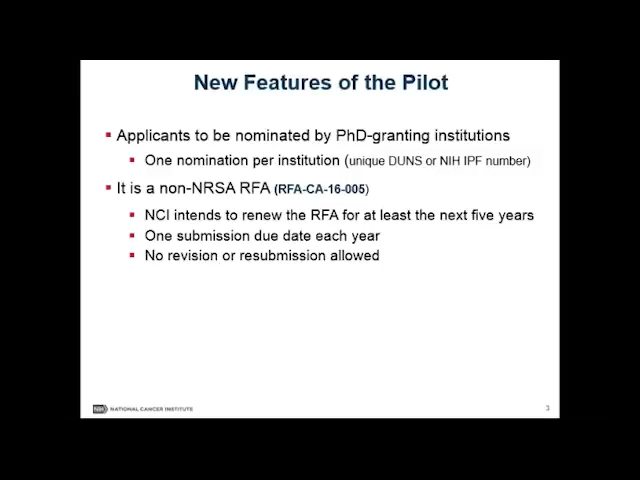 New Features of the Pilot
Applicants to be nominated by PhD-granting institutions
One nomination per institution (unique DUNS or NIH IPF number)
It is a non-NRSA RFA (RFA-CA-16-005)
NCI intends to renew the RFA for at least the next five years
One submission due date each year
No revision or resubmission allowed
NIH NATIONAL CANCER INSTITUTE
3